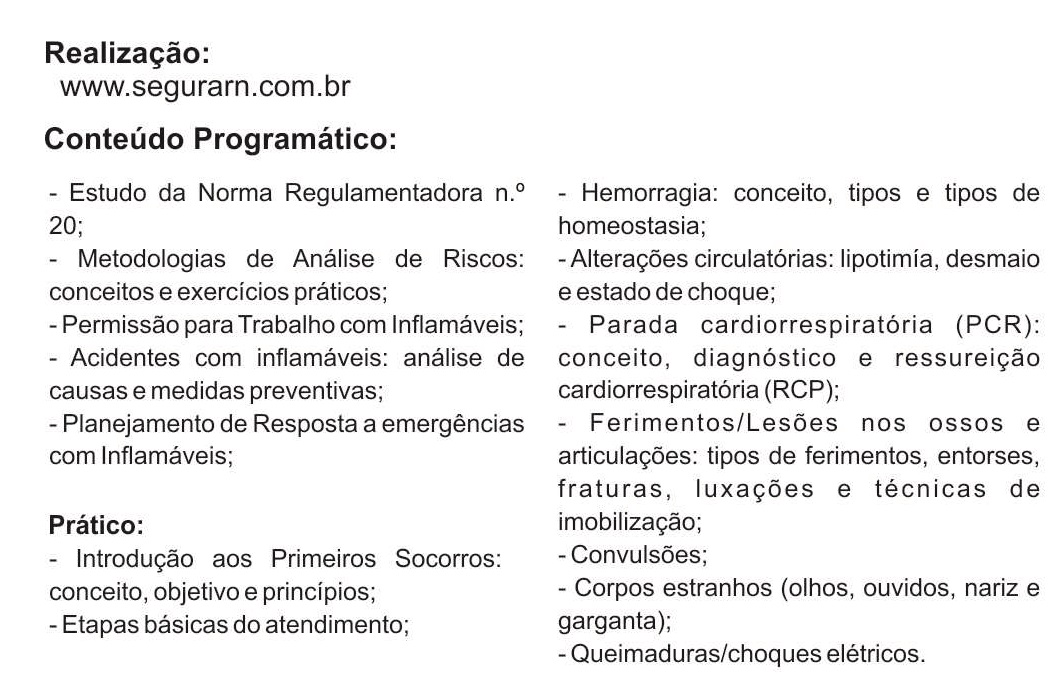 Realização:
www.segurarn.com.br
Conteúdo Programático:
- Estudo da Norma Regulamentadora n.º
20;
- Metodologias de Análise de Riscos:
conceitos e exercícios práticos;
- Permissão para Trabalho com Inflamáveis;
- Acidentes com inflamáveis: análise de
causas e medidas preventivas;
- Planejamento de Resposta a emergências
com Inflamáveis;
Prático:
- Introdução aos Primeiros Socorros:
conceito, objetivo e princípios;
- Etapas básicas do atendimento;
- Hemorragia: conceito, tipos e tipos de
homeostasia;
- Alterações circulatórias: lipotimía, desmaio
e estado de choque;
- Parada cardiorrespiratória (PCR):
conceito, diagnóstico e ressureição
cardiorrespiratória (RCP);
- Ferimentos/Lesões nos ossos e
articulações: tipos de ferimentos, entorses,
fraturas, luxações e técnicas de
imobilização;
- Convulsões;
- Corpos estranhos (olhos, ouvidos, nariz e
garganta);
- Queimaduras/choques elétricos.